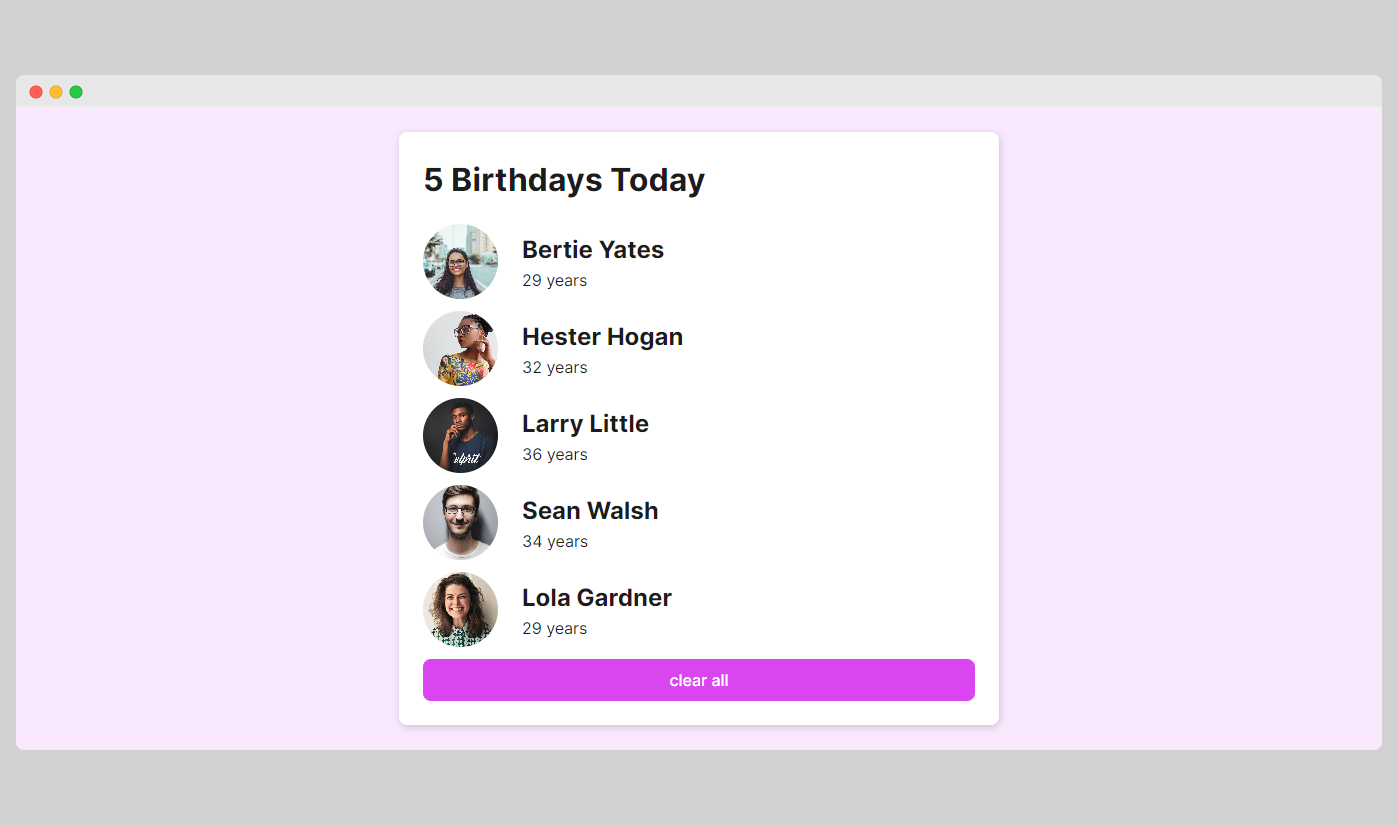 5 Birthdays Today
Bertie Yates
29 years
Hester Hogan
32 years
Larry Little
36 years
Sean Walsh
34 years
Lola Gardner
29 years
clear all